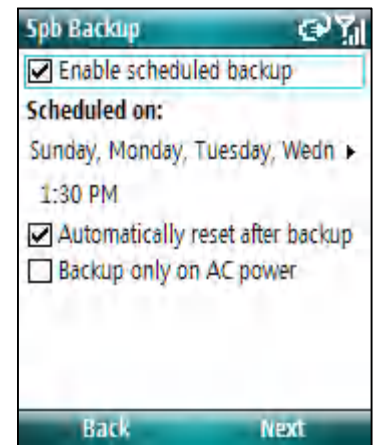 Spb Backup
Enable scheduled backup
Scheduled on:
Sunday, Monday, Tuesday, Wedn
1:30 PM
Automatically reset after backup
Backup only on AC power
Back Next